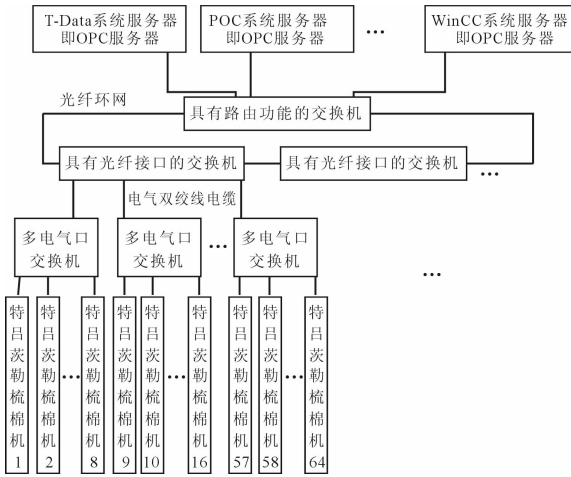 T-Data系统服务器
即OPC服务器
POC系统服务器
即OPC服务器
...
WinCC系统服务器
即OPC服务器
光纤环网
具有路由功能的交换机
具有光纤接口的交换机
具有光纤接口的交换机
...
电气双绞线电缆
多电气口
交换机
多电气口
交换机
...
多电气口
交换机
...
特吕茨勒梳棉机1
特吕茨勒梳棉机2
...
特吕茨勒梳棉机8
特吕茨勒梳棉机9
特吕茨勒梳棉机10
...
特吕茨勒梳棉机16
特吕茨勒梳棉机57
特吕茨勒梳棉机58
...
特吕茨勒梳棉机64